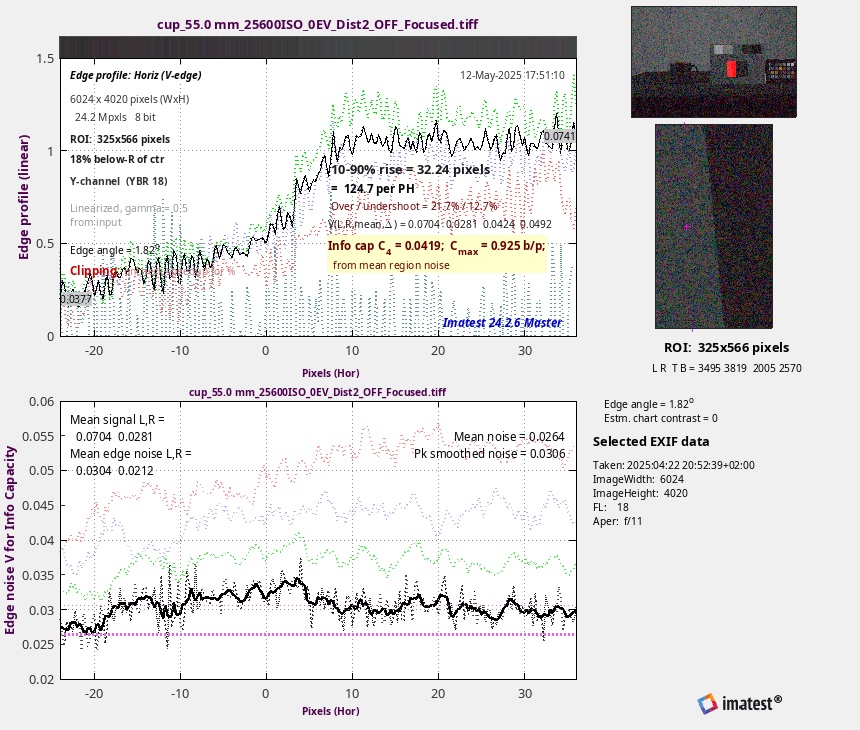 cup_55.0 mm_25600ISO_0EV_Dist2_OFF_Focused.tiff
Edge profile: Horiz (V-edge)
12-May-2025 17:51:10
6024 x 4020 pixels (WxH)
24.2 Mpxls 8 bit
ROI: 325x566 pixels
18% below-R of ctr
Y-channel (YBR 18)
Linearized, gamma= 0.5
from input
Edge angle = 1.82°
Clipping
0.0377
0.0741
10-90% rise = 32.24 pixels
= 124.7 per PH
Over / undershoot = 21.7% / 12.7%
V(L,R,mean,Δ) = 0.0704 0.0281 0.0424 0.0492
Info cap C4 = 0.0419; Cmax = 0.925 b/p;
from mean region noise
Imatest 24.2.6 Master
Edge profile (linear)
1.5
1
0.5
0
-20 -10 0 10 20 30
Pixels (Hor)
cup_55.0 mm_25600ISO_0EV_Dist2_OFF_Focused.tiff
Mean signal L,R =
0.0704 0.0281
Mean edge noise L,R =
0.0304 0.0212
Mean noise = 0.0264
Pk smoothed noise = 0.0306
Edge noise V for Info Capacity
0.06
0.055
0.05
0.045
0.04
0.035
0.03
0.025
0.02
-20 -10 0 10 20 30
Pixels (Hor)
ROI: 325x566 pixels
L R T B = 3495 3819 2005 2570
Edge angle = 1.82°
Estm. chart contrast = 0
Selected EXIF data
Taken: 2025:04:22 20:52:39+02:00
ImageWidth: 6024
ImageHeight: 4020
FL: 18
Aper: f/11
imatest®